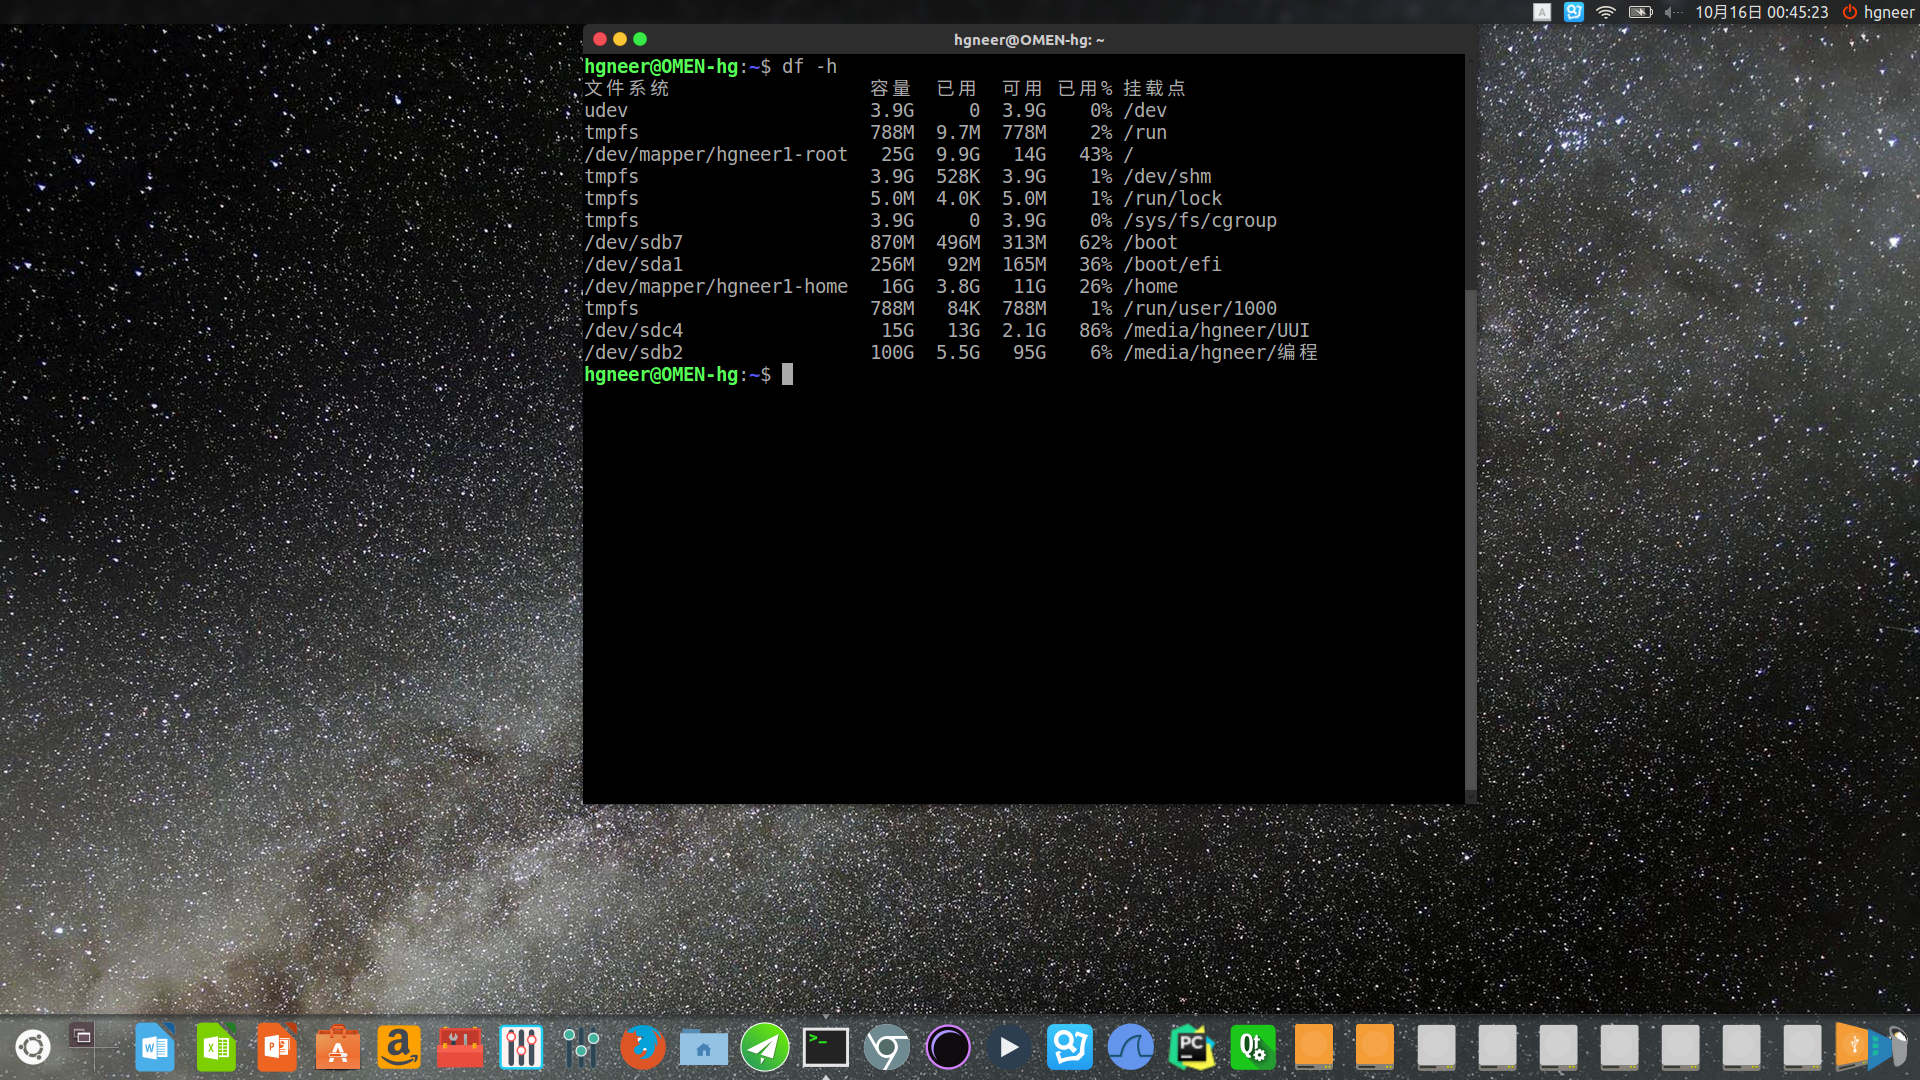 10月16日 00:45:23 hgneer
hgneer@OMEN-hg: ~
hgneer@OMEN-hg:~$ df -h
文件系统 容量 已用 可用 已用% 挂载点
udev 3.9G 0 3.9G 0% /dev
tmpfs 788M 9.7M 778M 2% /run
/dev/mapper/hgneer1-root 25G 9.9G 14G 43% /
tmpfs 3.9G 528K 3.9G 1% /dev/shm
tmpfs 5.0M 4.0K 5.0M 1% /run/lock
tmpfs 3.9G 0 3.9G 0% /sys/fs/cgroup
/dev/sdb7 870M 496M 313M 62% /boot
/dev/sda1 256M 92M 165M 36% /boot/efi
/dev/mapper/hgneer1-home 16G 3.8G 11G 26% /home
tmpfs 788M 84K 788M 1% /run/user/1000
/dev/sdc4 15G 13G 2.1G 86% /media/hgneer/UUI
/dev/sdb2 100G 5.5G 95G 6% /media/hgneer/编程
hgneer@OMEN-hg:~$